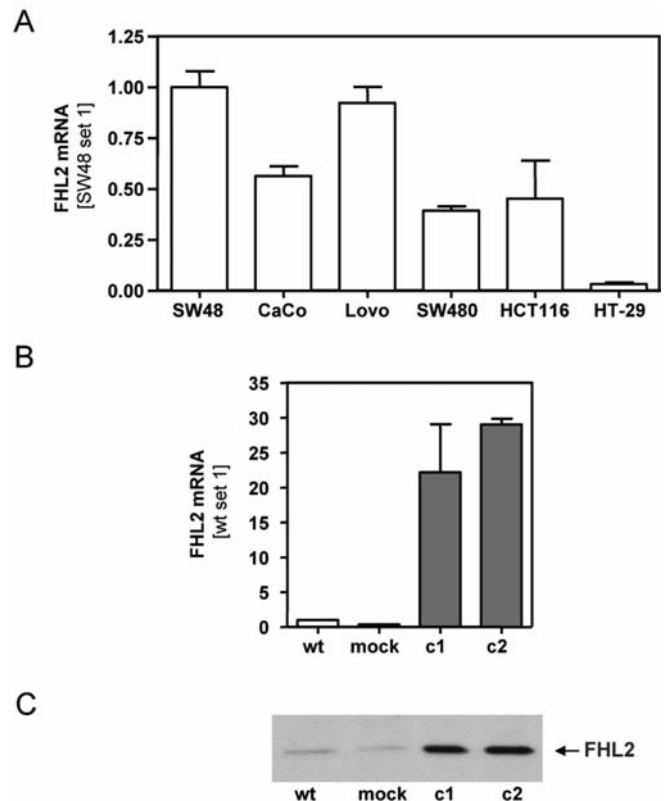 A
FHL2 mRNA
[SW48 set 1]
1.25
1.00
0.75
0.50
0.25
0.00
SW48 CaCo Lovo SW480 HCT116 HT-29
B
FHL2 mRNA
[wt set 1]
35
30
25
20
15
10
5
0
wt mock c1 c2
C
FHL2
wt mock c1 c2